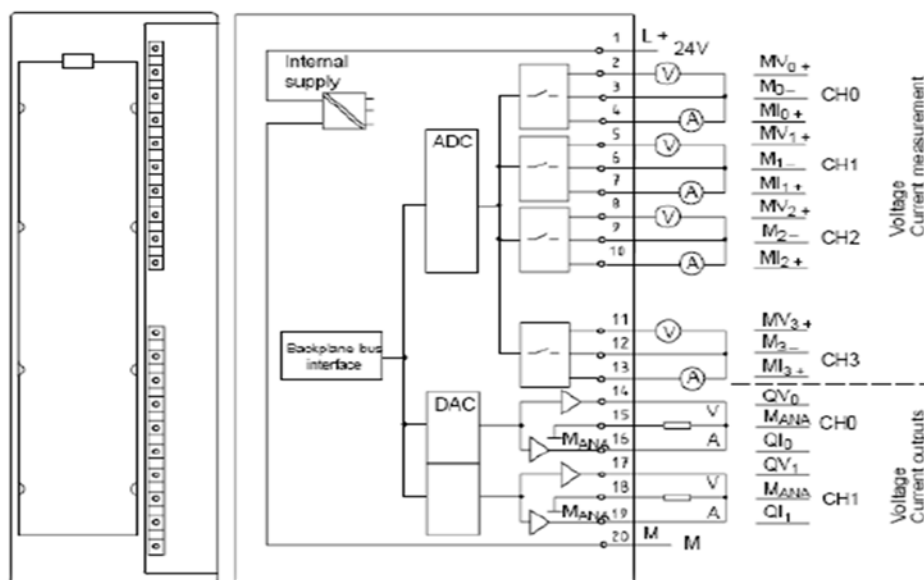 1 L + 24V
Internal supply
2 V MV0+
3 M0- CH0
4 A MI0+
ADC
5 V MV1+
6 M1- CH1
7 A MI1+
8 V MV2+
9 M2- CH2
10 A MI2+
Voltage
Current measurement
11 V MV3+
12 M3- CH3
13 A MI3+
Backplane bus interface
DAC
14 QV0
15 V MANA CH0
MANA 16 A QI0
17 QV1
18 V MANA CH1
MANA 19 A QI1
20 M M
Voltage
Current outputs